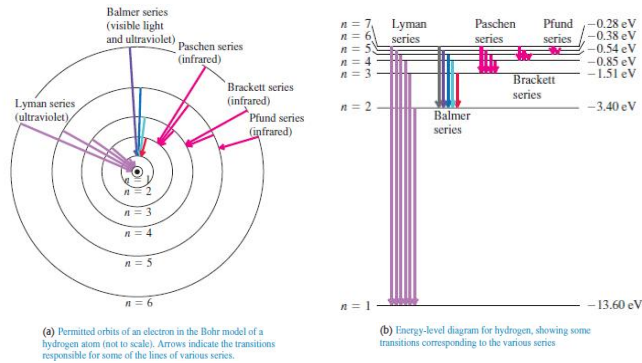 Balmer series
(visible light
and ultraviolet)
Paschen series
(infrared)
Brackett series
(infrared)
Pfund series
(infrared)
Lyman series
(ultraviolet)
n = 1
n = 2
n = 3
n = 4
n = 5
n = 6
(a) Permitted orbits of an electron in the Bohr model of a
hydrogen atom (not to scale). Arrows indicate the transitions
responsible for some of the lines of various series.
n = 7
n = 6
n = 5
n = 4
n = 3
n = 2
n = 1
Lyman
series
Balmer
series
Paschen
series
Brackett
series
Pfund
series
−0.28 eV
−0.38 eV
−0.54 eV
−0.85 eV
−1.51 eV
−3.40 eV
−13.60 eV
(b) Energy-level diagram for hydrogen, showing some
transitions corresponding to the various series